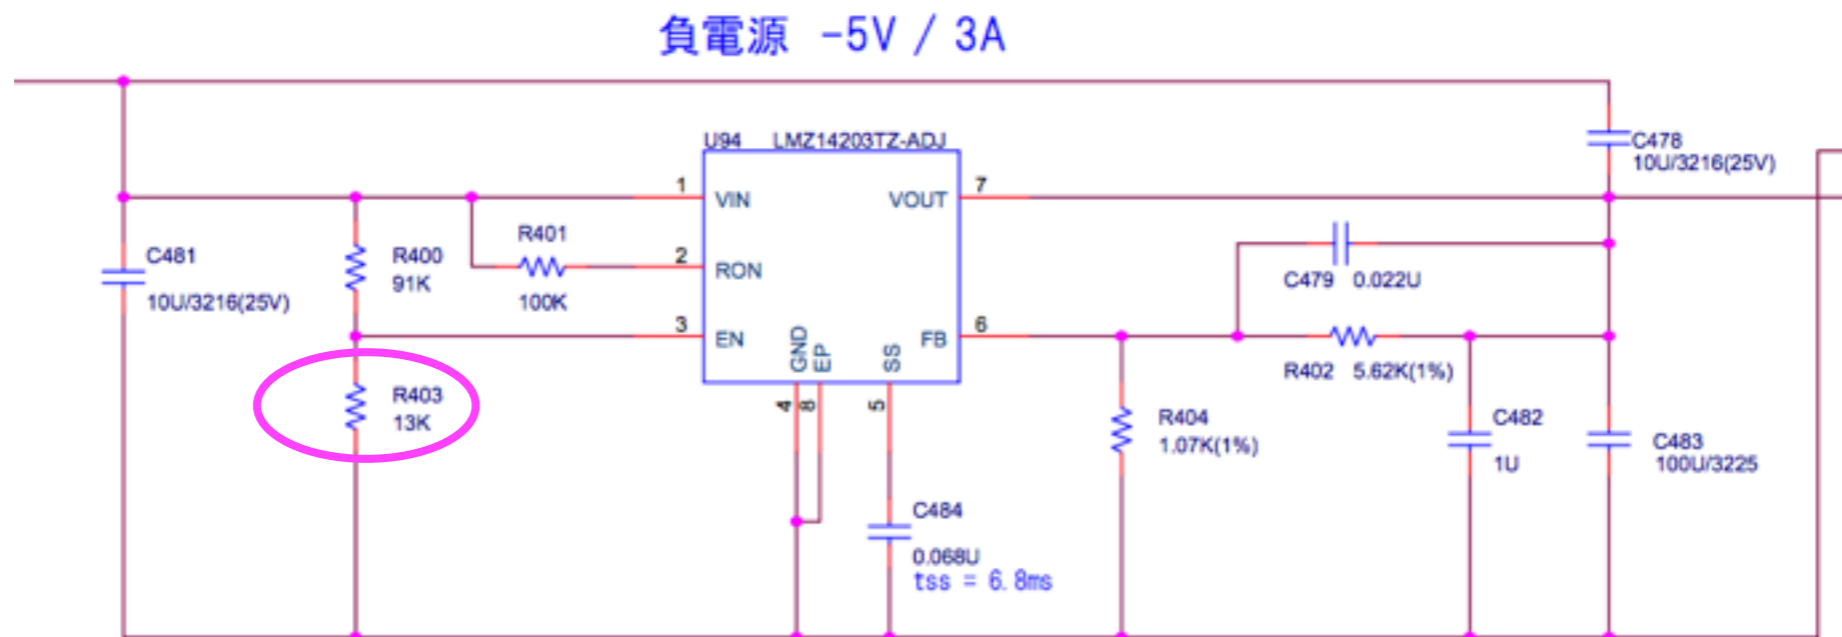 負電源 -5V / 3A
U94 LMZ14203TZ-ADJ
C478
10U/3216(25V)
1
VIN
VOUT
7
R401
100K
2
RON
C481
10U/3216(25V)
R400
91K
C479 0.022U
3
EN
GND
EP
SS
FB
6
R402 5.62K(1%)
R403
13K
4
8
5
R404
1.07K(1%)
C482
1U
C483
100U/3225
C484
0.068U
tss = 6.8ms